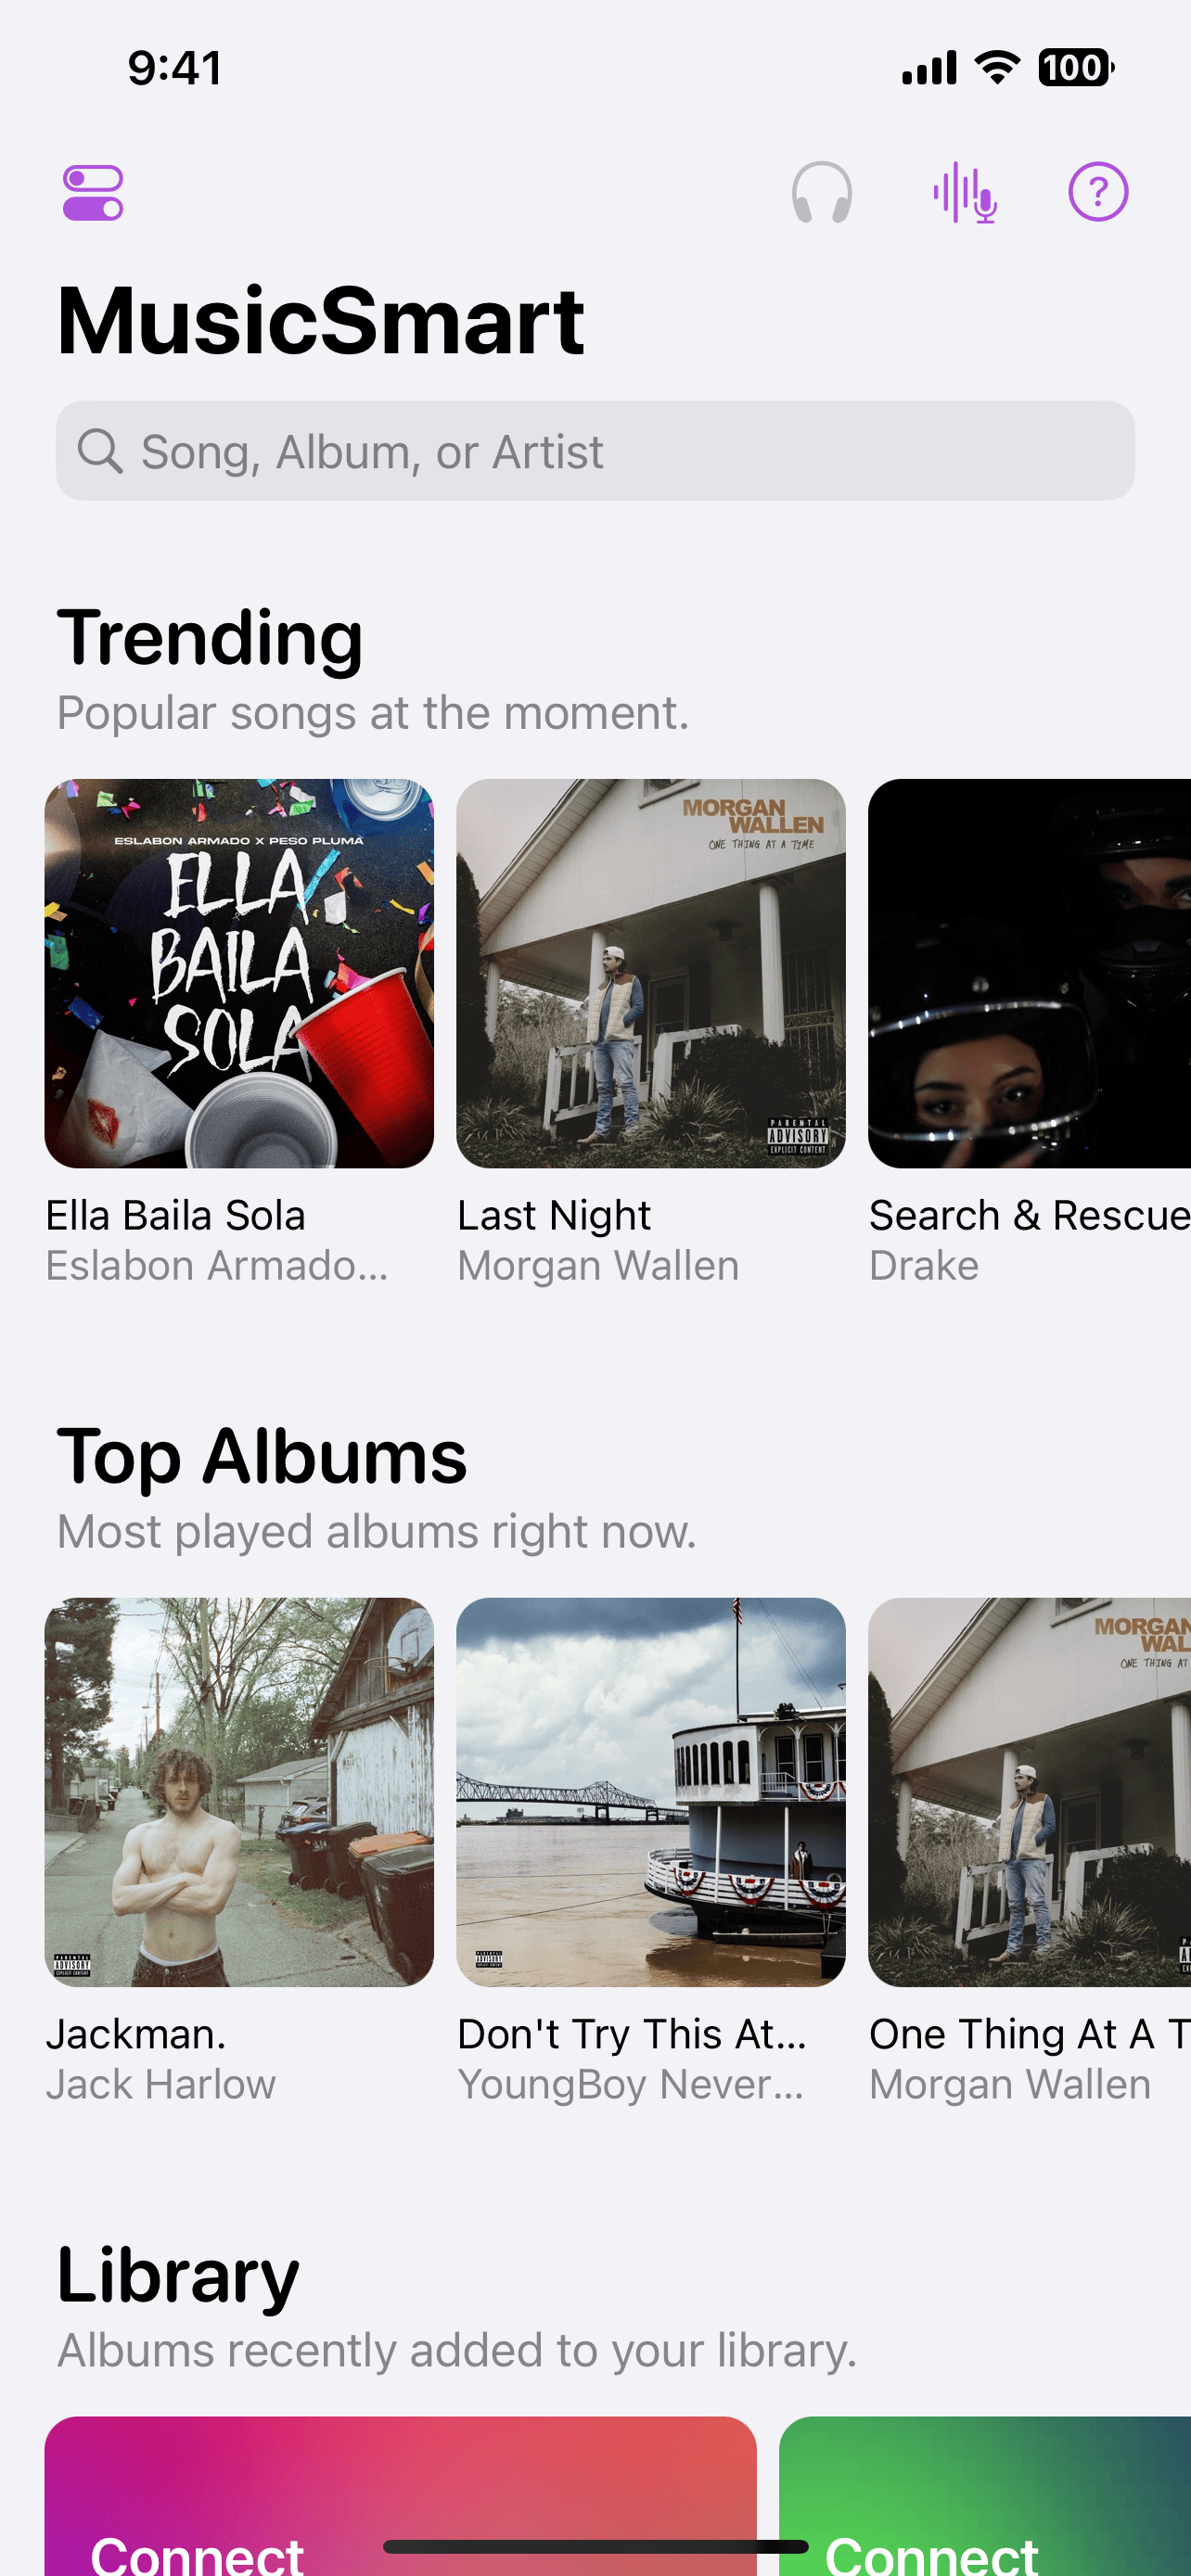 9:41
100
?
MusicSmart
Song, Album, or Artist
Trending
Popular songs at the moment.
ESLABON ARMADO X PESO PLUMA
ELLA
BAILA
SOLA
MORGAN
WALLEN
ONE THING AT A TIME
PARENTAL
ADVISORY
EXPLICIT CONTENT
Ella Baila Sola
Eslabon Armado...
Last Night
Morgan Wallen
Search & Rescue
Drake
Top Albums
Most played albums right now.
PARENTAL
ADVISORY
EXPLICIT CONTENT
PARENTAL
ADVISORY
EXPLICIT CONTENT
MORGAN
WAL
ONE THING AT
Jackman.
Jack Harlow
Don't Try This At...
YoungBoy Never...
One Thing At A T
Morgan Wallen
Library
Albums recently added to your library.
Connect
Connect